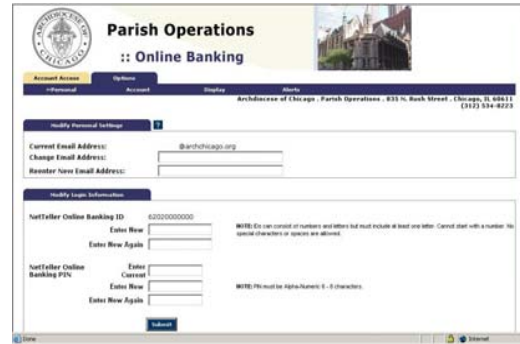 ARCHDIOCESE OF CHICAGO
Parish Operations
:: Online Banking
Account Access Options
>Personal Account Display Alerts
Archdiocese of Chicago . Parish Operations . 835 N. Rush Street . Chicago, IL 60611
(312) 534-8223
Modify Personal Settings ?
Current Email Address: @archchicago.org
Change Email Address:
Reenter New Email Address:
Modify Login Information
NetTeller Online Banking ID 62020000000
Enter New
NOTE: IDs can consist of numbers and letters but must include at least one letter. Cannot start with a number. No
special characters or spaces are allowed.
Enter New Again
NetTeller Online
Banking PIN
Enter
Current
Enter New
NOTE: PIN must be Alpha-Numeric 6 - 8 characters.
Enter New Again
Submit
Done Internet